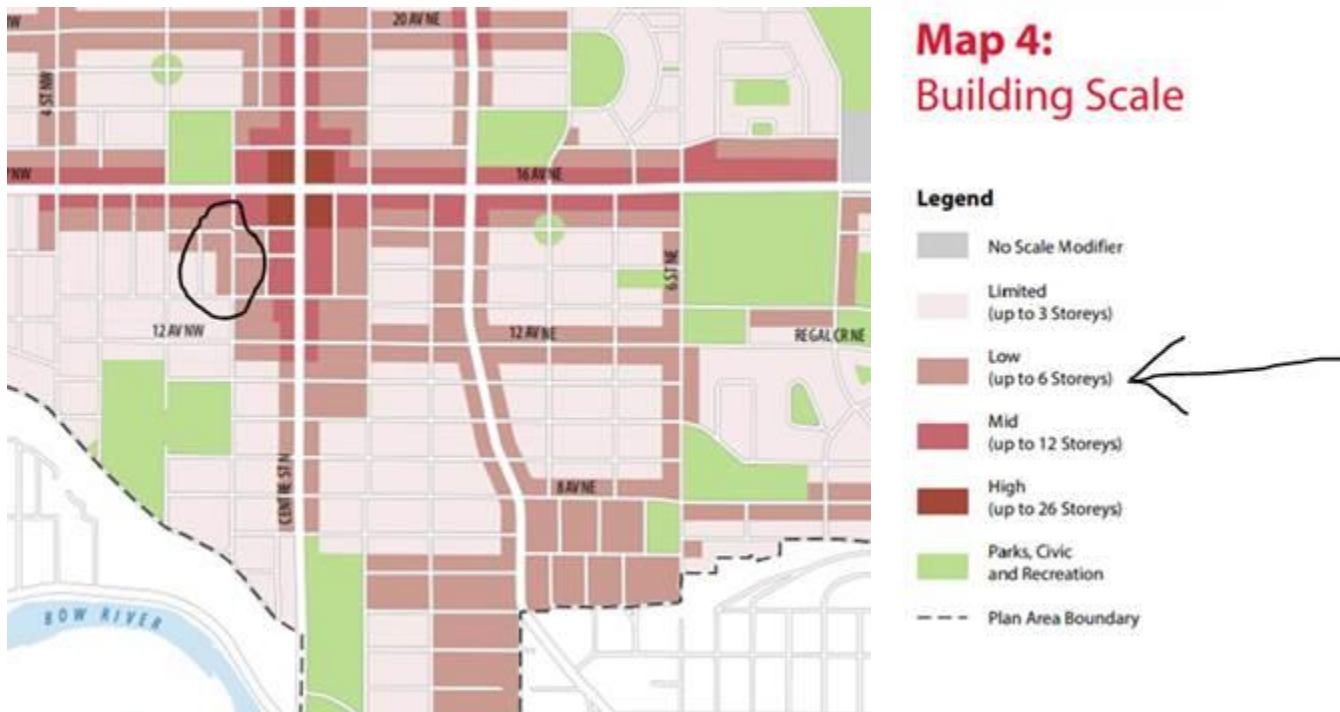 NW
20 AV NE
4 ST NW
NW
16 AV NE
6 ST NE
12 AV NW
12 AV NE
REGAL CR NE
CENTRE ST N
8 AV NE
BOW RIVER
Map 4:
Building Scale
Legend
No Scale Modifier
Limited
(up to 3 Storeys)
Low
(up to 6 Storeys)
Mid
(up to 12 Storeys)
High
(up to 26 Storeys)
Parks, Civic
and Recreation
Plan Area Boundary